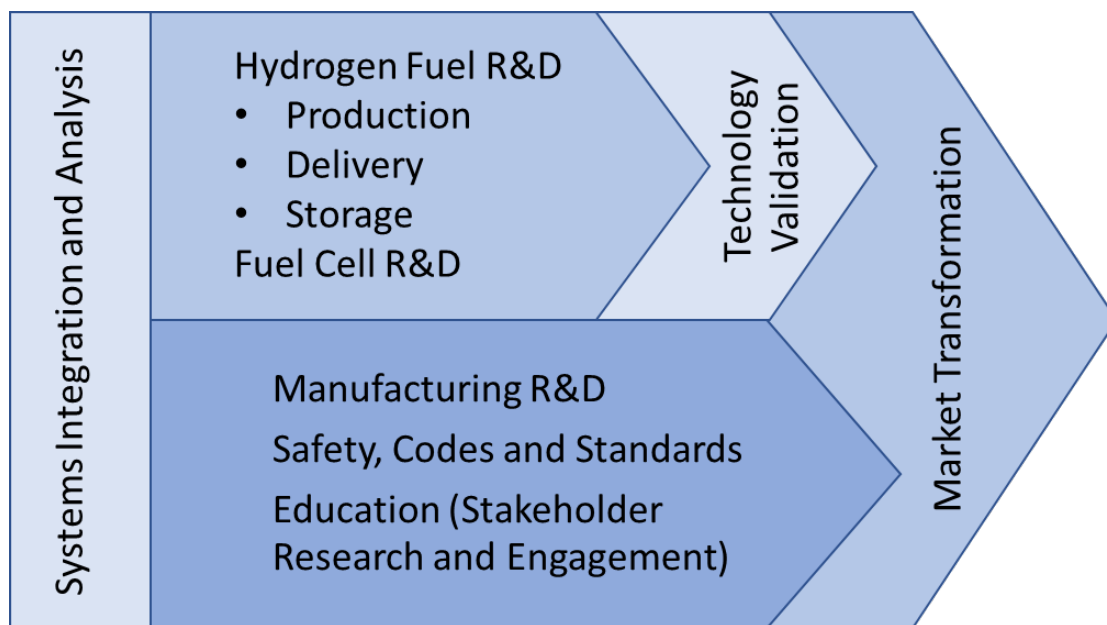 Systems Integration and Analysis
Hydrogen Fuel R&D
• Production
• Delivery
• Storage
Fuel Cell R&D
Technology
Validation
Manufacturing R&D
Safety, Codes and Standards
Education (Stakeholder
Research and Engagement)
Market Transformation